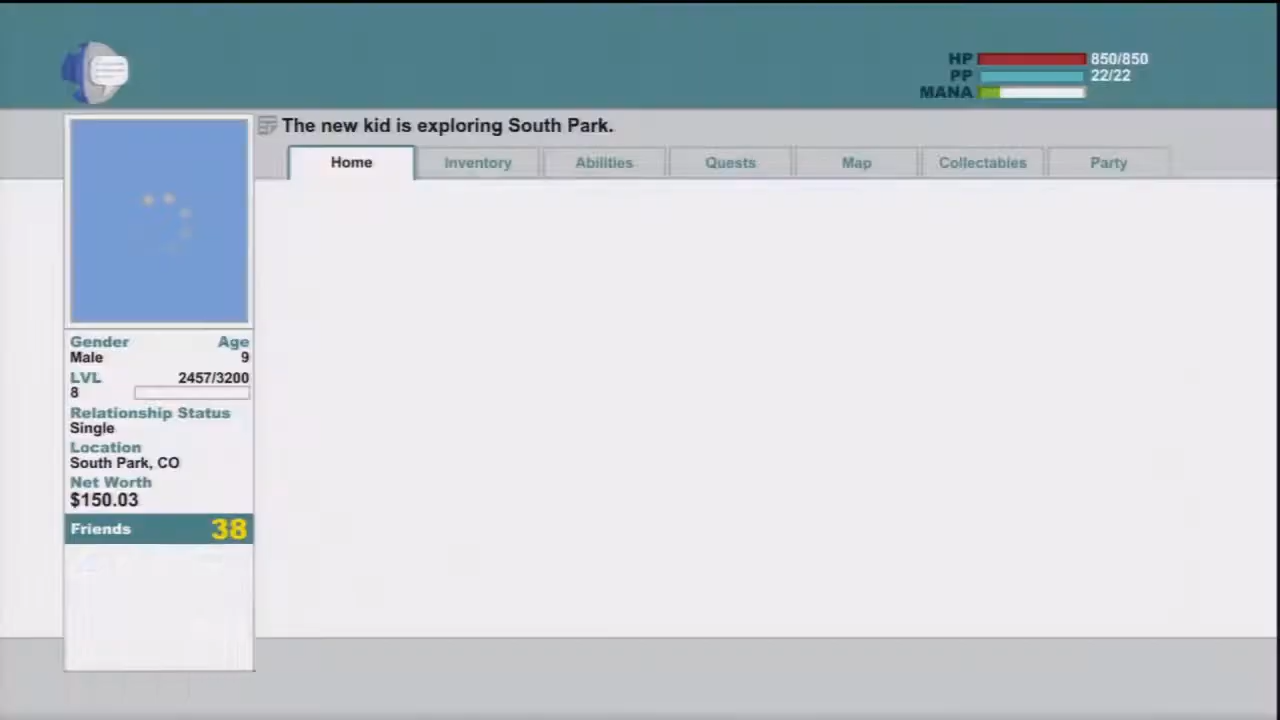 HP 850/850
PP 22/22
MANA
The new kid is exploring South Park.
Home Inventory Abilities Quests Map Collectables Party
Gender Age
Male 9
LVL 2457/3200
8
Relationship Status
Single
Location
South Park, CO
Net Worth
$150.03
Friends 38